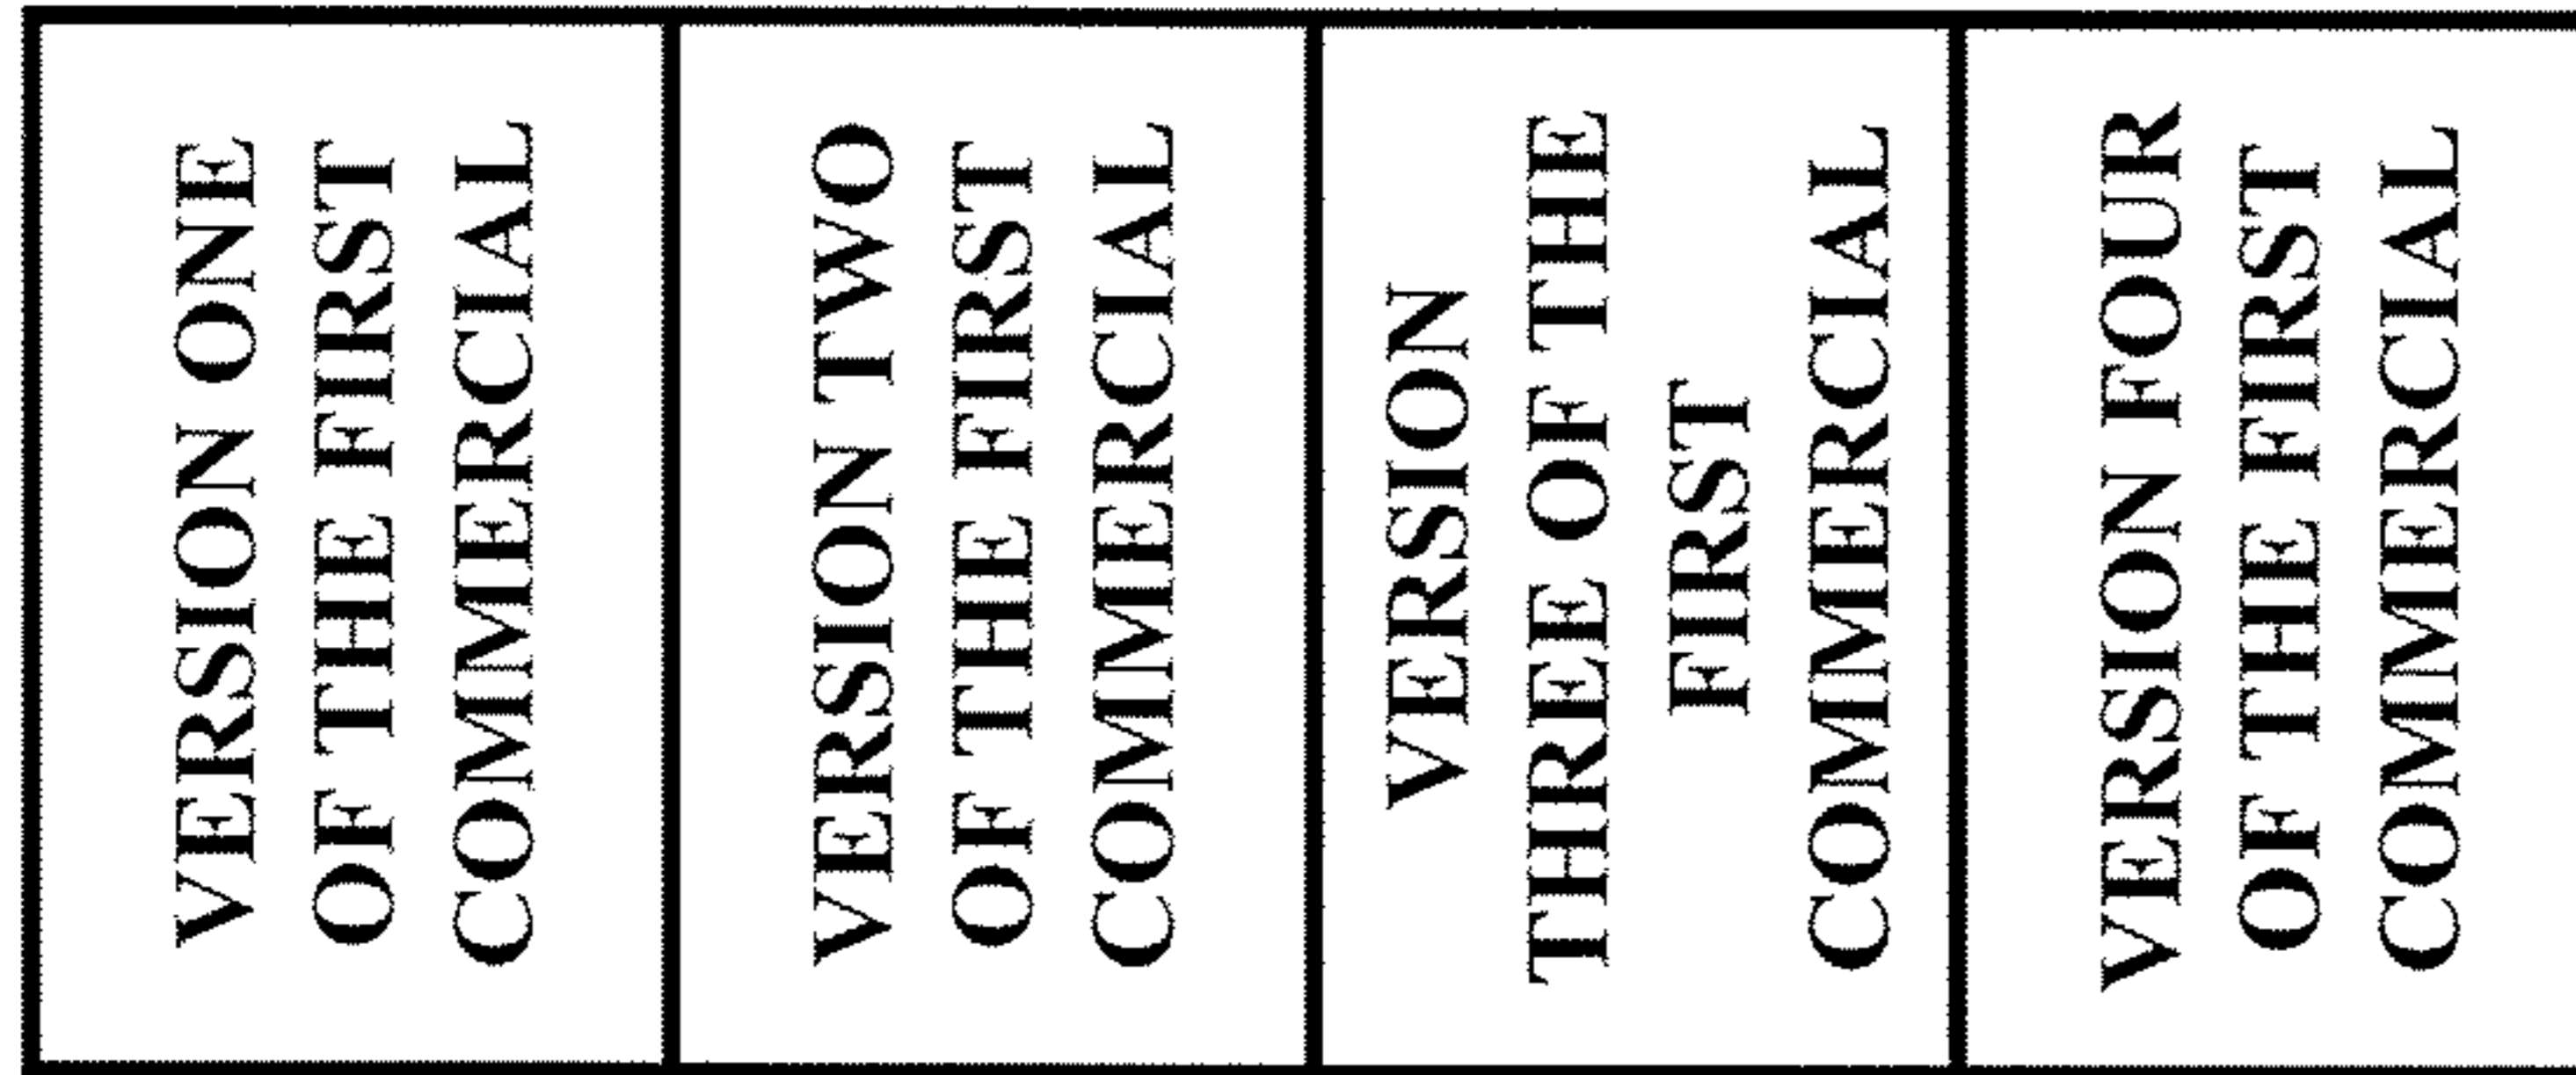 VERSION ONE
OF THE FIRST
COMMERCIAL
VERSION TWO
OF THE FIRST
COMMERCIAL
VERSION
THREE OF THE
FIRST
COMMERCIAL
VERSION FOUR
OF THE FIRST
COMMERCIAL